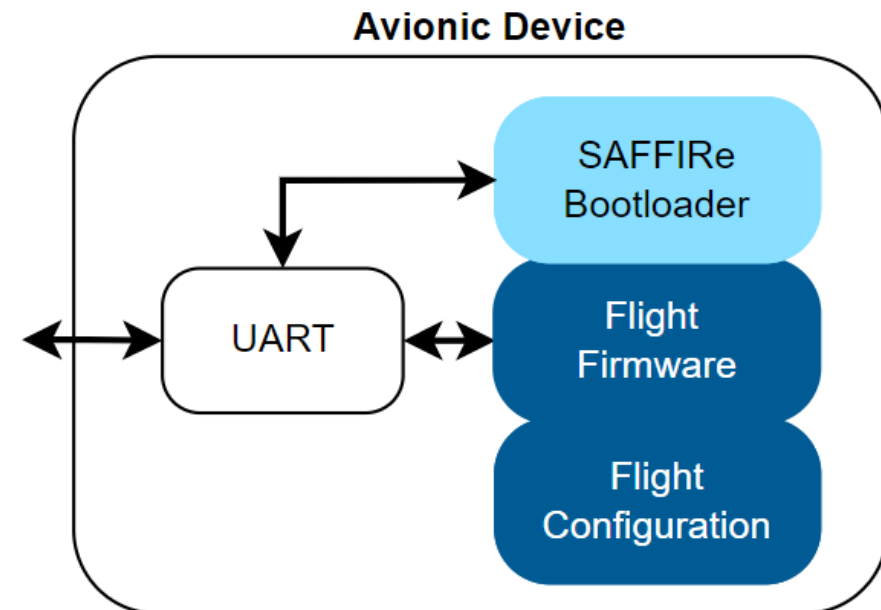 Avionic Device
SAFFIRe
Bootloader
UART
Flight
Firmware
Flight
Configuration